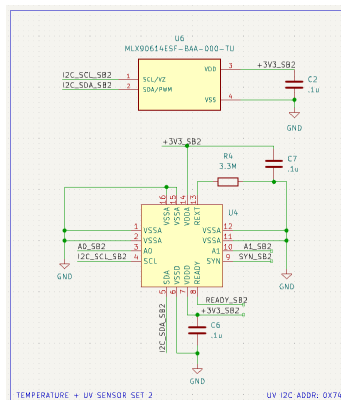 U6
MLX90614ESF-BAA-000-TU
I2C_SCL_SB2 1 SCL/VZ VDD 3 +3V3_SB2
I2C_SDA_SB2 2 SDA/PWM
VSS 4
C2
.1u
GND
+3V3_SB2
R4
3.3M
C7
.1u
16 15 14 13
VSSA VSSA VDDA REXT
U4
1 VSSA VSSA 12
2 VSSA VSSA 11
A0_SB2 3 A0 A1 10 A1_SB2
I2C_SCL_SB2 4 SCL SYN 9 SYN_SB2
GND
GND
SDA VSSD VDDD READY
5 6 7 8
I2C_SDA_SB2
READY_SB2
+3V3_SB2
C6
.1u
GND
TEMPERATURE + UV SENSOR SET 2
UV I2C ADDR: 0X74